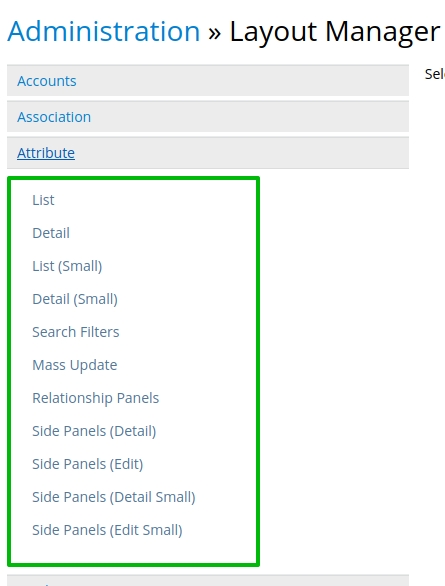 Administration » Layout Manager
Accounts
Association
Attribute
List
Detail
List (Small)
Detail (Small)
Search Filters
Mass Update
Relationship Panels
Side Panels (Detail)
Side Panels (Edit)
Side Panels (Detail Small)
Side Panels (Edit Small)